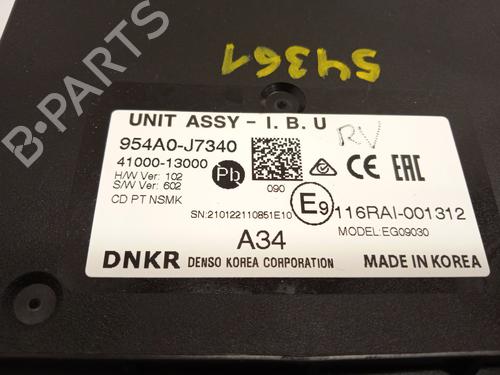 54361
B-PARTS
UNIT ASSY - I. B. U
RV
954A0-J7340
41000-13000
H/W Ver: 102
S/W Ver: 602
CD PT NSMK
Pb
090
CE
EAC
SN:210122110851E10
E9
116RAI-001312
A34
MODEL:EG09030
DNKR
DENSO KOREA CORPORATION
MADE IN KOREA